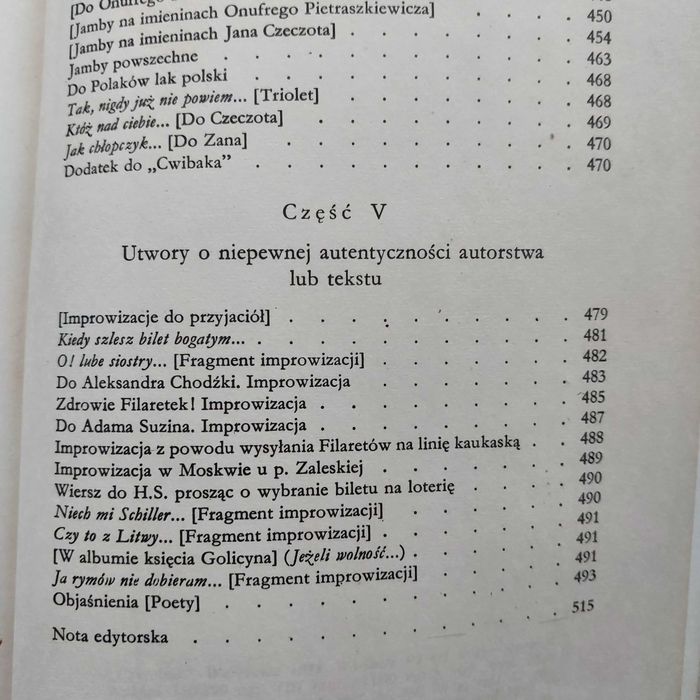 [Do Onufrego
[Jamby na imieninach Onufrego Pietraszkiewicza] 450
[Jamby na imieninach Jana Czeczota] . . . . 454
Jamby powszechne . . . . . . . . 463
Do Polaków lak polski . . . . . . . . 468
Tak, nigdy już nie powiem... [Triolet] . . . . . 468
Któż nad ciebie... [Do Czeczota] . . . . . . 469
Jak chłopczyk... [Do Zana] . . . . . . . 470
Dodatek do „Cwibaka” . . . . . . . . 470
Część V
Utwory o niepewnej autentyczności autorstwa
lub tekstu
[Improwizacje do przyjaciół] . . . . . . . 479
Kiedy szlesz bilet bogatym... . . . . . . . . 481
O! lube siostry... [Fragment improwizacji] . . . . . 482
Do Aleksandra Chodźki. Improwizacja . . . . . 483
Zdrowie Filaretek! Improwizacja . . . . . . 485
Do Adama Suzina. Improwizacja . . . . . . 487
Improwizacja z powodu wysyłania Filaretów na linię kaukaską . . 488
Improwizacja w Moskwie u p. Zaleskiej . . . . . 489
Wiersz do H.S. prosząc o wybranie biletu na loterię . . . 490
Niech mi Schiller... [Fragment improwizacji] . . . . 490
Czy to z Litwy... [Fragment improwizacji] . . . . . 491
[W albumie księcia Golicyna] (Jeżeli wolność...) . . . . 491
Ja rymów nie dobieram... [Fragment improwizacji] . . . . 491
Objaśnienia [Poety] . . . . . . . . 493
Nota edytorska . . . . . . . . . 515